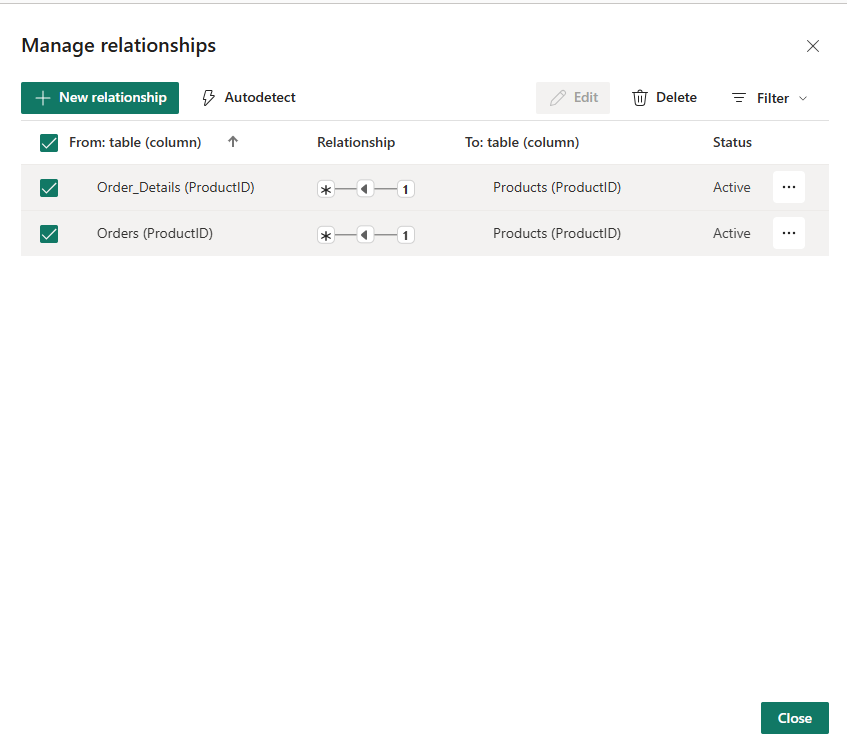 Manage relationships
New relationship Autodetect Edit Delete Filter
From: table (column) Relationship To: table (column) Status
Order_Details (ProductID) * 1 Products (ProductID) Active ...
Orders (ProductID) * 1 Products (ProductID) Active ...
Close